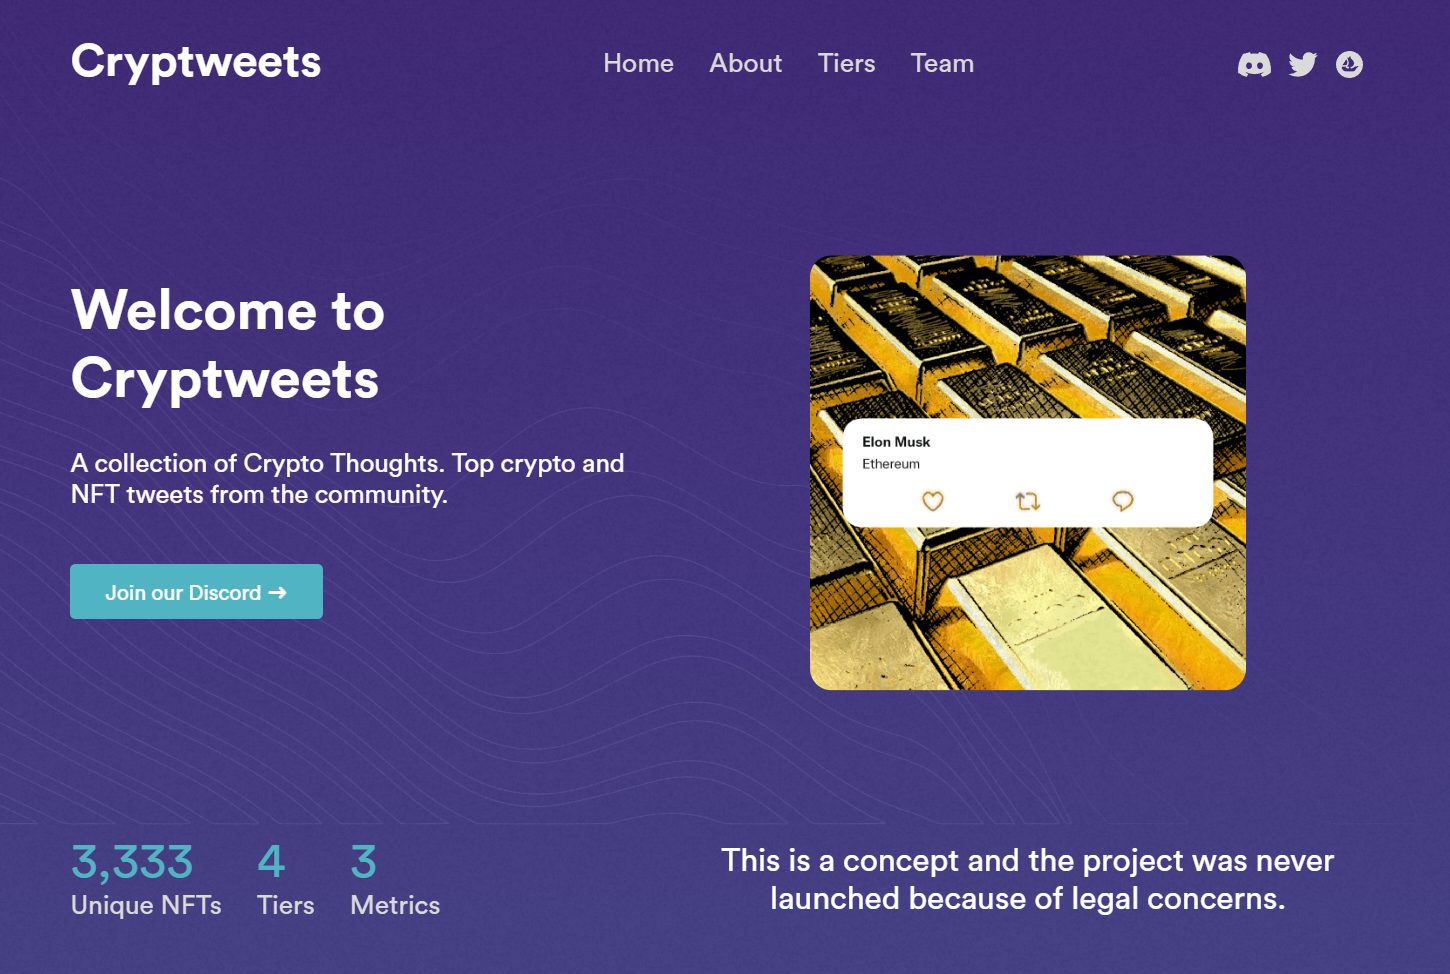 Cryptweets
Home About Tiers Team
Welcome to
Cryptweets
A collection of Crypto Thoughts. Top crypto and
NFT tweets from the community.
Join our Discord →
Elon Musk
Ethereum
3,333 4 3
Unique NFTs Tiers Metrics
This is a concept and the project was never
launched because of legal concerns.